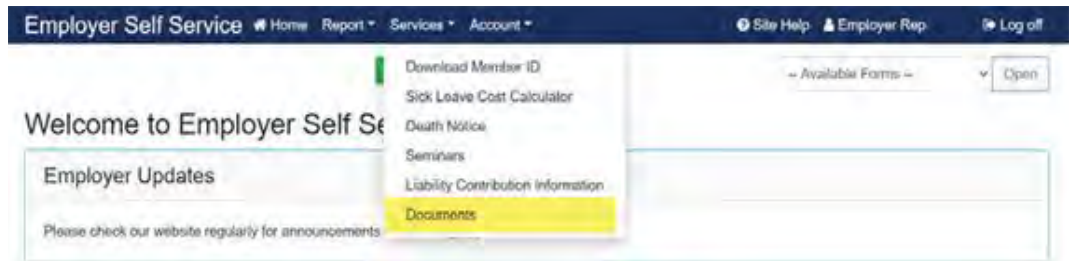 Employer Self Service Home Report Services Account Site Help Employer Rep Log off
Download Member ID
-- Available Forms -- Open
Sick Leave Cost Calculator
Welcome to Employer Self Se
Death Notice
Seminars
Employer Updates
Liability Contribution Information
Documents
Please check our website regularly for announcements